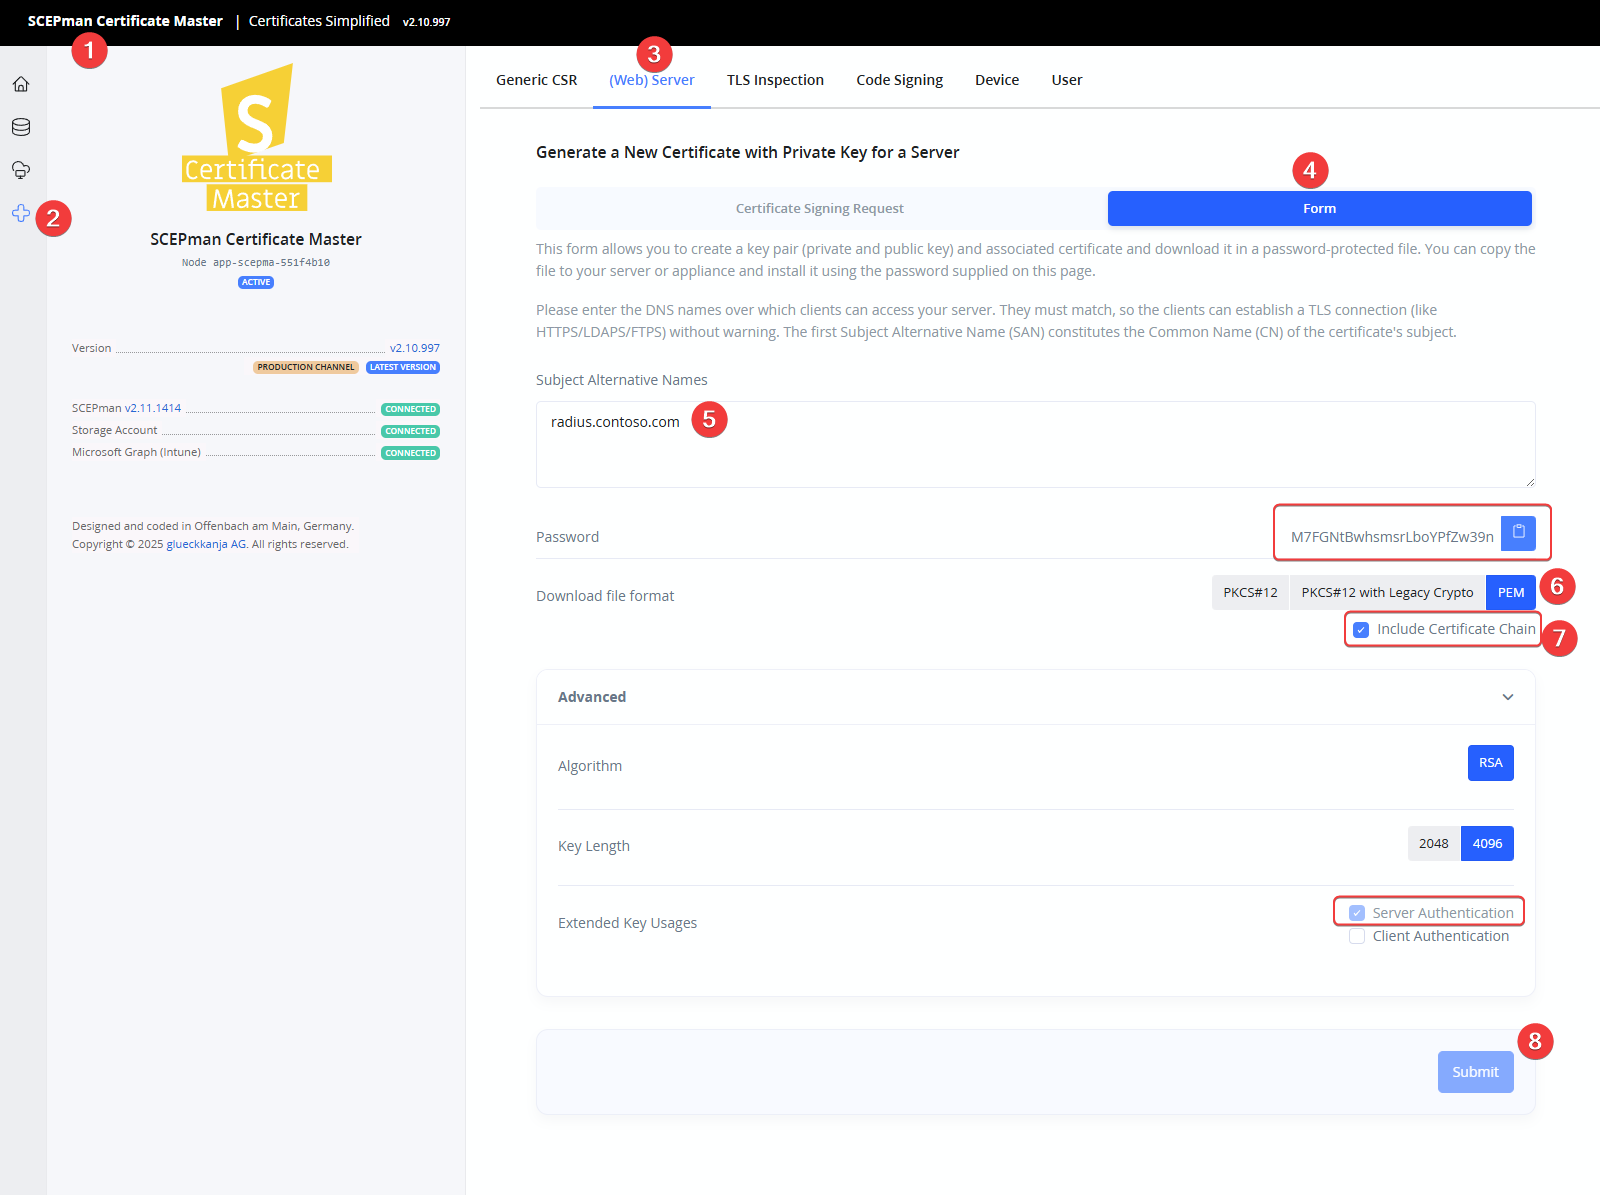 SCEPman Certificate Master | Certificates Simplified v2.10.997
1
2
S
Certificate
Master
SCEPman Certificate Master
Node app-scepma-551f4b10
ACTIVE
Version v2.10.997
PRODUCTION CHANNEL LATEST VERSION
SCEPman v2.11.1414 CONNECTED
Storage Account CONNECTED
Microsoft Graph (Intune) CONNECTED
Designed and coded in Offenbach am Main, Germany.
Copyright © 2025 glueckkanja AG. All rights reserved.
3
Generic CSR (Web) Server TLS Inspection Code Signing Device User
Generate a New Certificate with Private Key for a Server
4
Certificate Signing Request Form
This form allows you to create a key pair (private and public key) and associated certificate and download it in a password-protected file. You can copy the
file to your server or appliance and install it using the password supplied on this page.
Please enter the DNS names over which clients can access your server. They must match, so the clients can establish a TLS connection (like
HTTPS/LDAPS/FTPS) without warning. The first Subject Alternative Name (SAN) constitutes the Common Name (CN) of the certificate's subject.
Subject Alternative Names
radius.contoso.com 5
Password M7FGNtBwhsmsrLboYPfZw39n
Download file format PKCS#12 PKCS#12 with Legacy Crypto PEM 6
Include Certificate Chain 7
Advanced
Algorithm RSA
Key Length 2048 4096
Extended Key Usages Server Authentication
Client Authentication
8
Submit